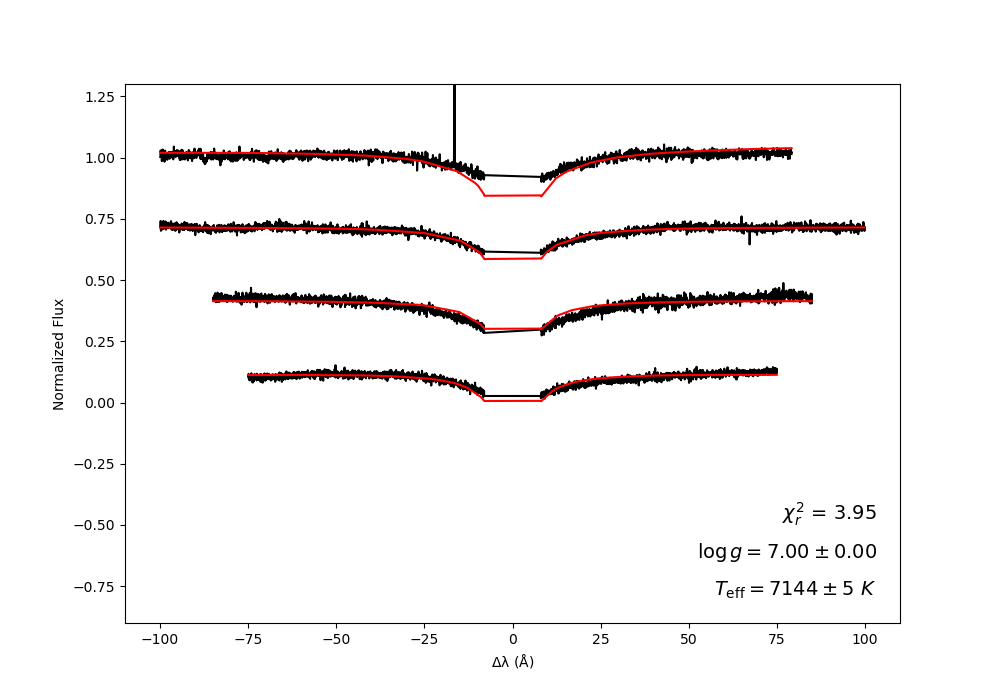 1.25
1.00
0.75
0.50
0.25
0.00
−0.25
−0.50
−0.75
Normalized Flux
χ²ᵣ = 3.95
log g = 7.00 ± 0.00
T_eff = 7144 ± 5 K
−100 −75 −50 −25 0 25 50 75 100
Δλ (Å)